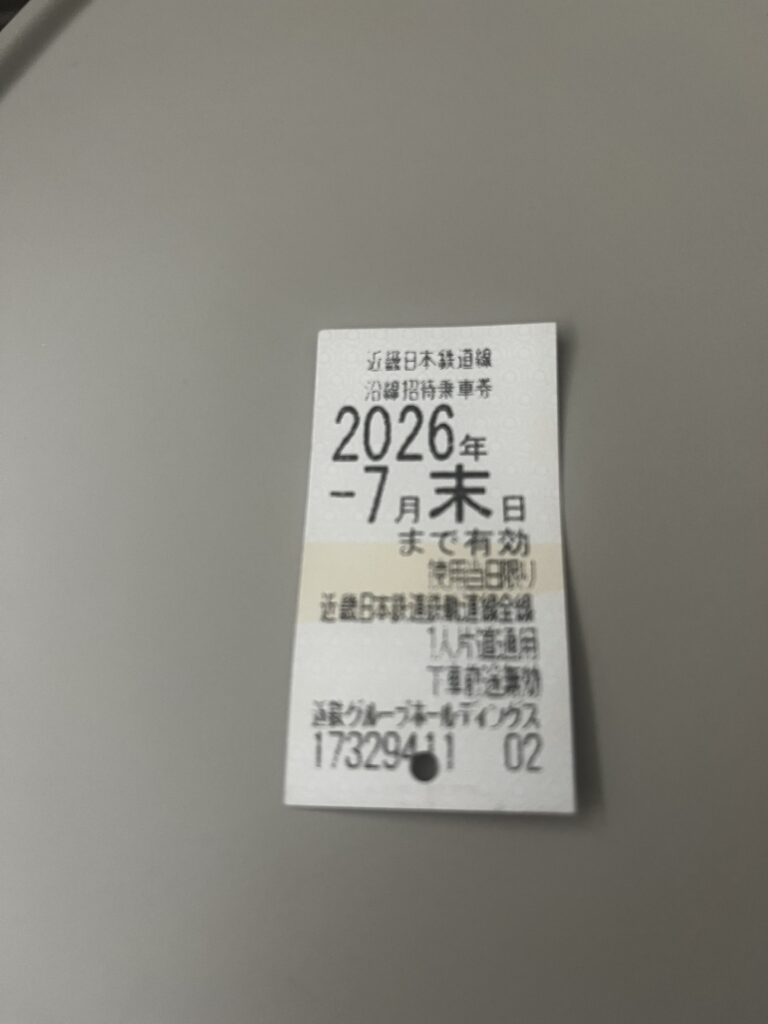 近畿日本鉄道線
沿線招待乗車券
2026年
-7月末日
まで有効
使用当日限り
近畿日本鉄道鉄軌道線全線
1人片道通用
下車前途無効
近鉄グループホールディングス
17329411 02